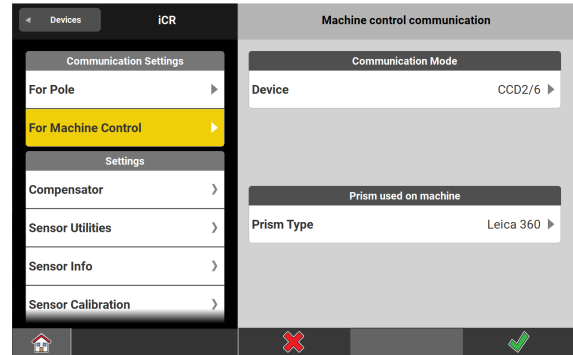 Devices
iCR
Machine control communication
Communication Settings
For Pole
For Machine Control
Settings
Compensator
Sensor Utilities
Sensor Info
Sensor Calibration
Communication Mode
Device CCD2/6
Prism used on machine
Prism Type Leica 360